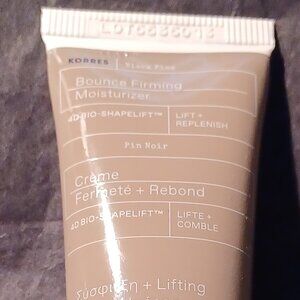 KORRES | Black Pine
Bounce Firming
Moisturizer
4D BIO-SHAPELIFT™ | LIFT +
REPLENISH
Pin Noir
Crème
Fermeté + Rebond
4D BIO-SHAPELIFT™ | LIFTE +
COMBLE
Σύσφιξη + Lifting